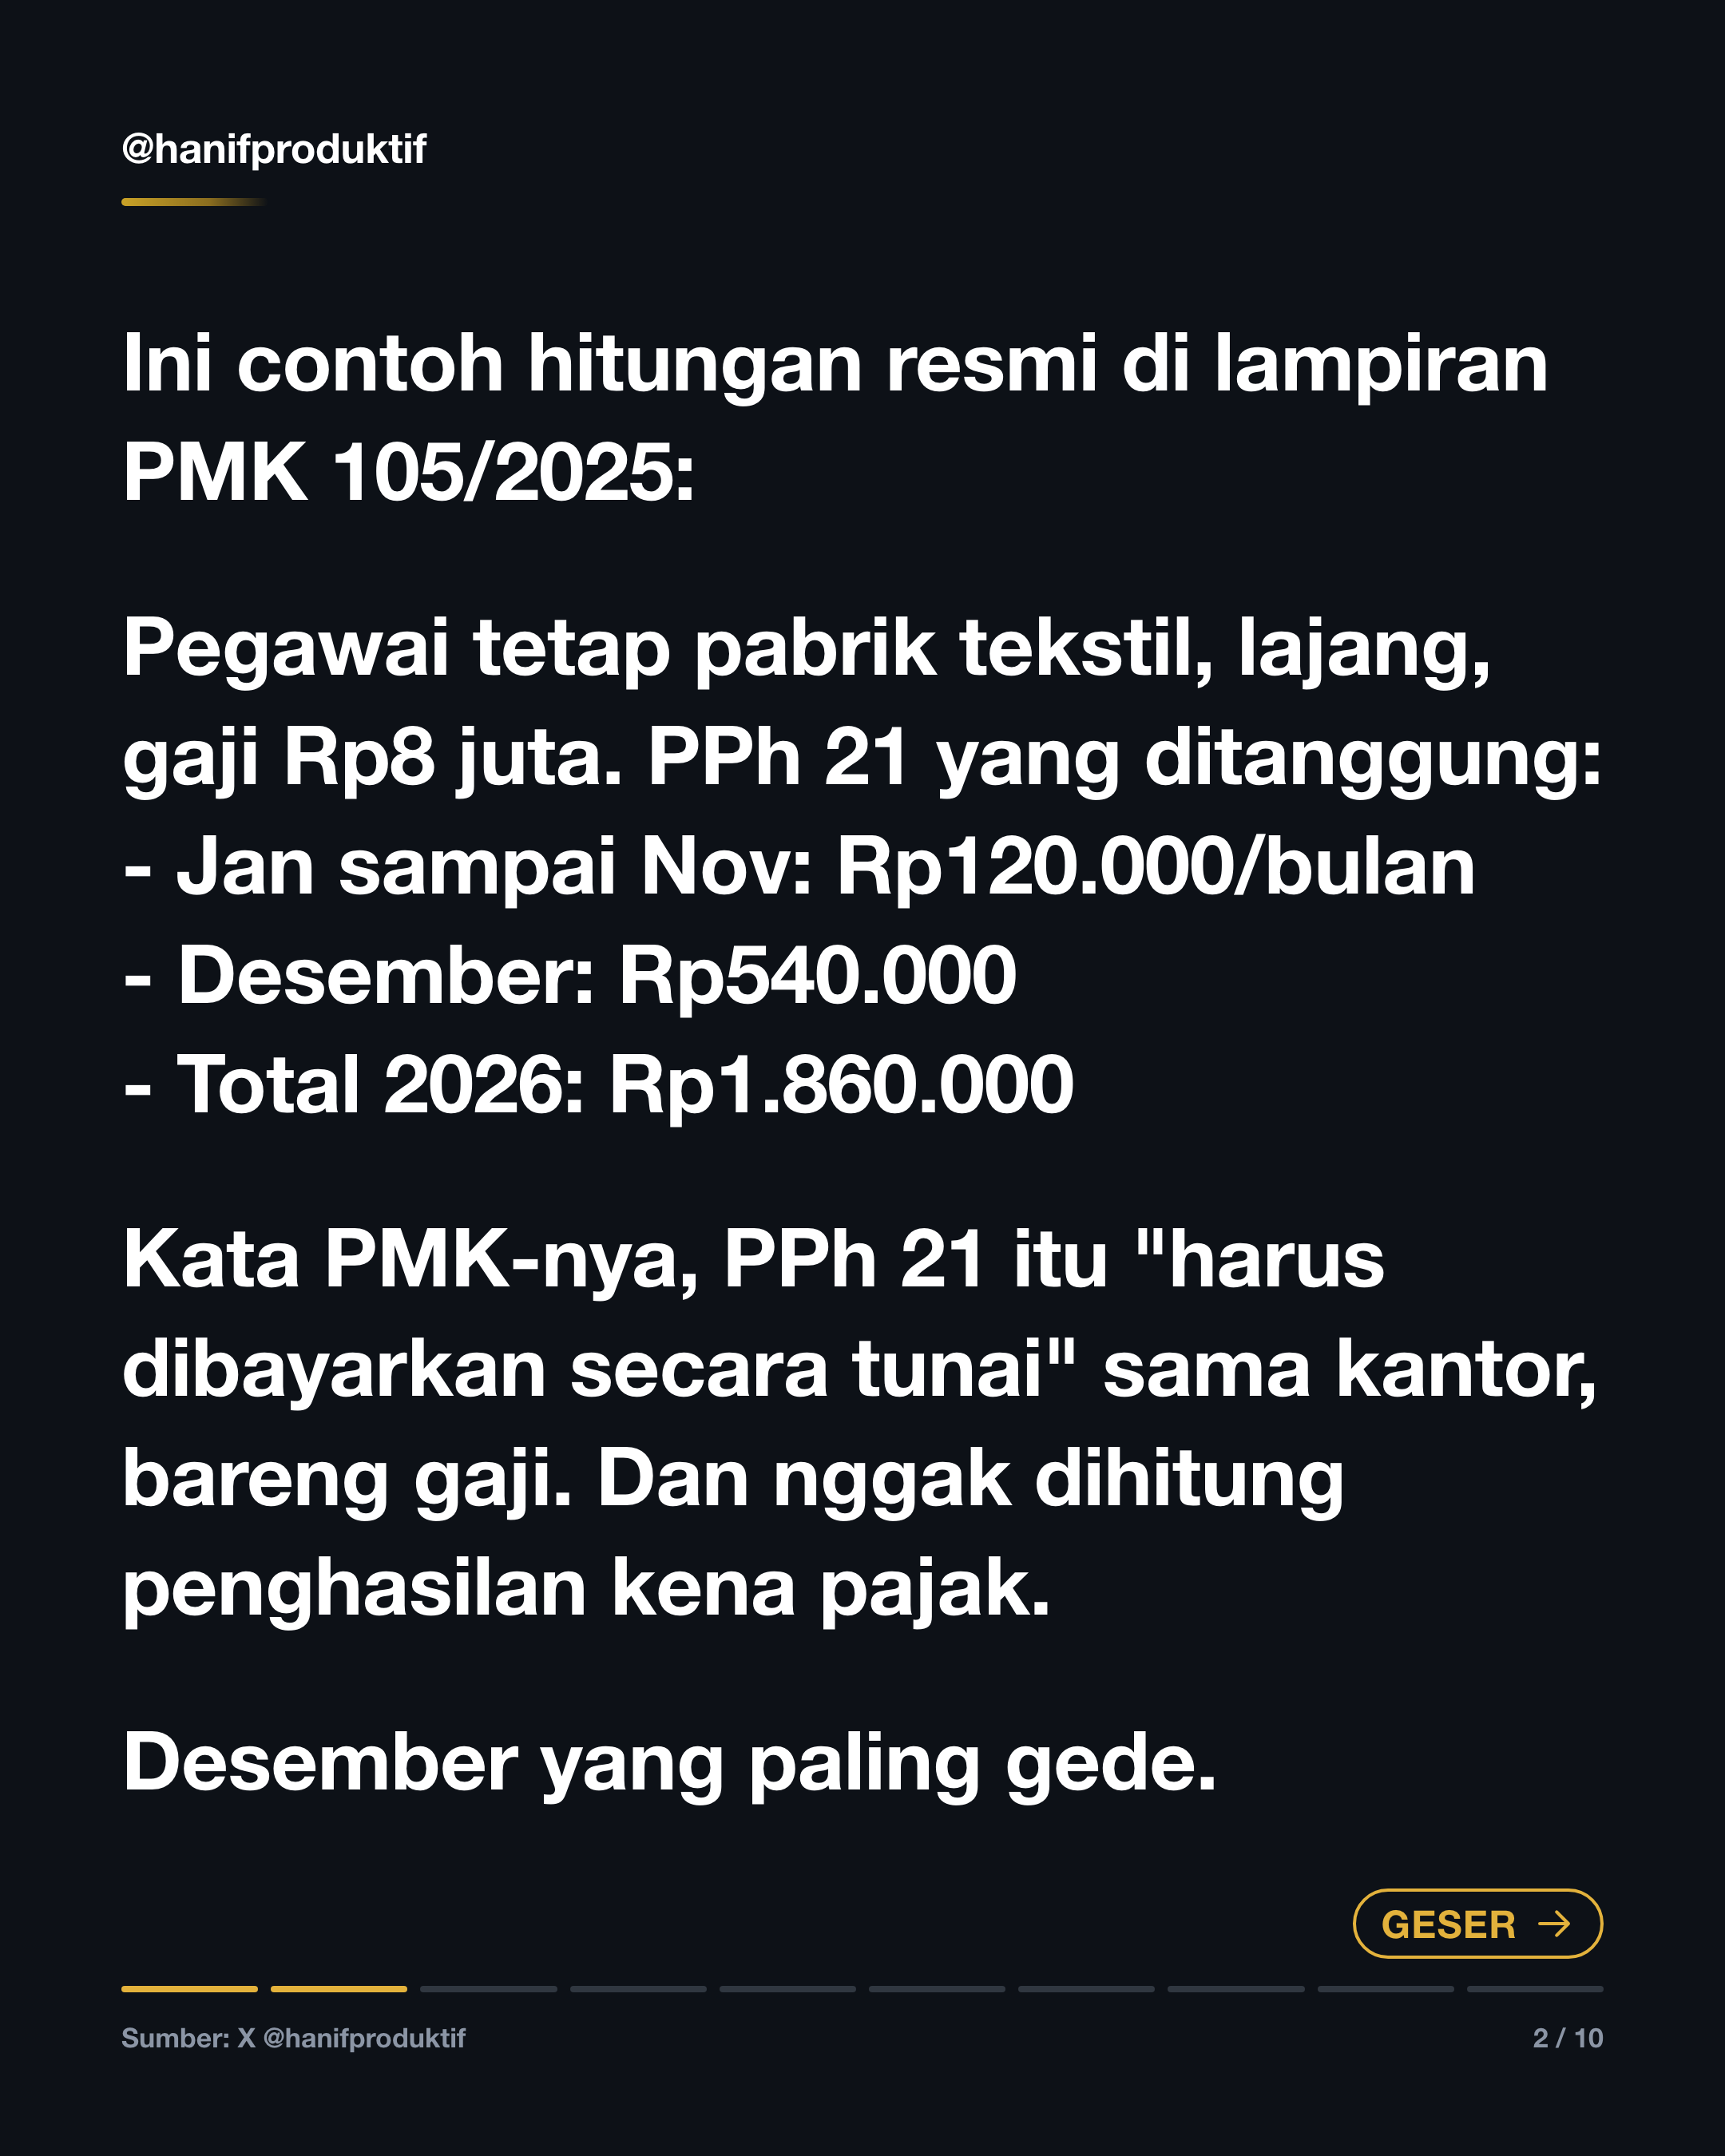 @hanifproduktif
Ini contoh hitungan resmi di lampiran
PMK 105/2025:
Pegawai tetap pabrik tekstil, lajang,
gaji Rp8 juta. PPh 21 yang ditanggung:
- Jan sampai Nov: Rp120.000/bulan
- Desember: Rp540.000
- Total 2026: Rp1.860.000
Kata PMK-nya, PPh 21 itu "harus
dibayarkan secara tunai" sama kantor,
bareng gaji. Dan nggak dihitung
penghasilan kena pajak.
Desember yang paling gede.
GESER →
Sumber: X @hanifproduktif
2 / 10